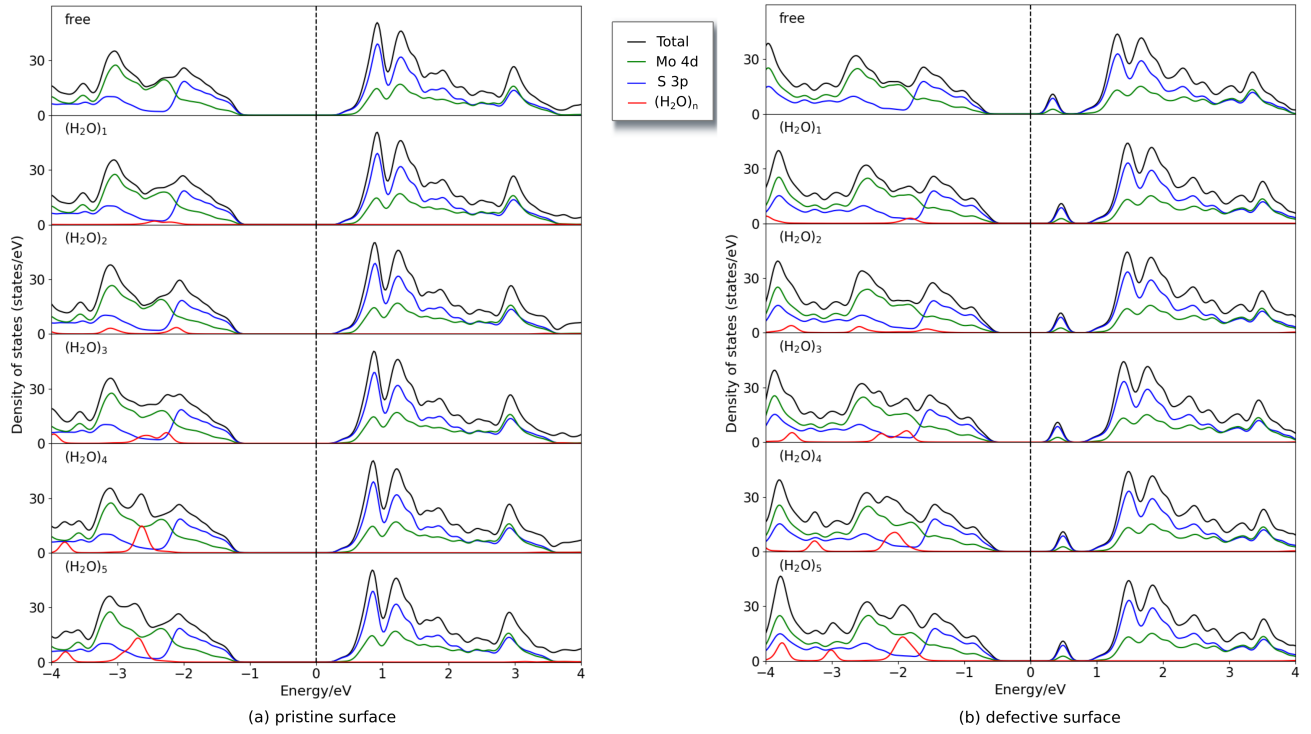 free
30
0
(H₂O)₁
30
0
(H₂O)₂
30
0
(H₂O)₃
30
0
(H₂O)₄
30
0
(H₂O)₅
30
0
−4 −3 −2 −1 0 1 2 3 4
Density of states (states/eV)
Energy/eV
(a) pristine surface
Total
Mo 4d
S 3p
(H₂O)ₙ
free
30
0
(H₂O)₁
30
0
(H₂O)₂
30
0
(H₂O)₃
30
0
(H₂O)₄
30
0
(H₂O)₅
30
0
−4 −3 −2 −1 0 1 2 3 4
Density of states (states/eV)
Energy/eV
(b) defective surface